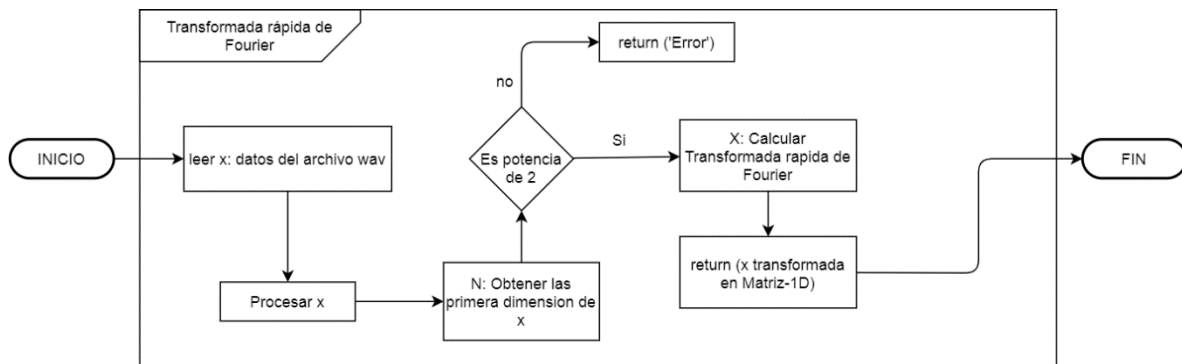 Transformada rápida de
Fourier
INICIO
leer x: datos del archivo wav
Procesar x
N: Obtener las
primera dimension de
x
Es potencia
de 2
no
return ('Error')
Si
X: Calcular
Transformada rapida de
Fourier
return (x transformada
en Matriz-1D)
FIN